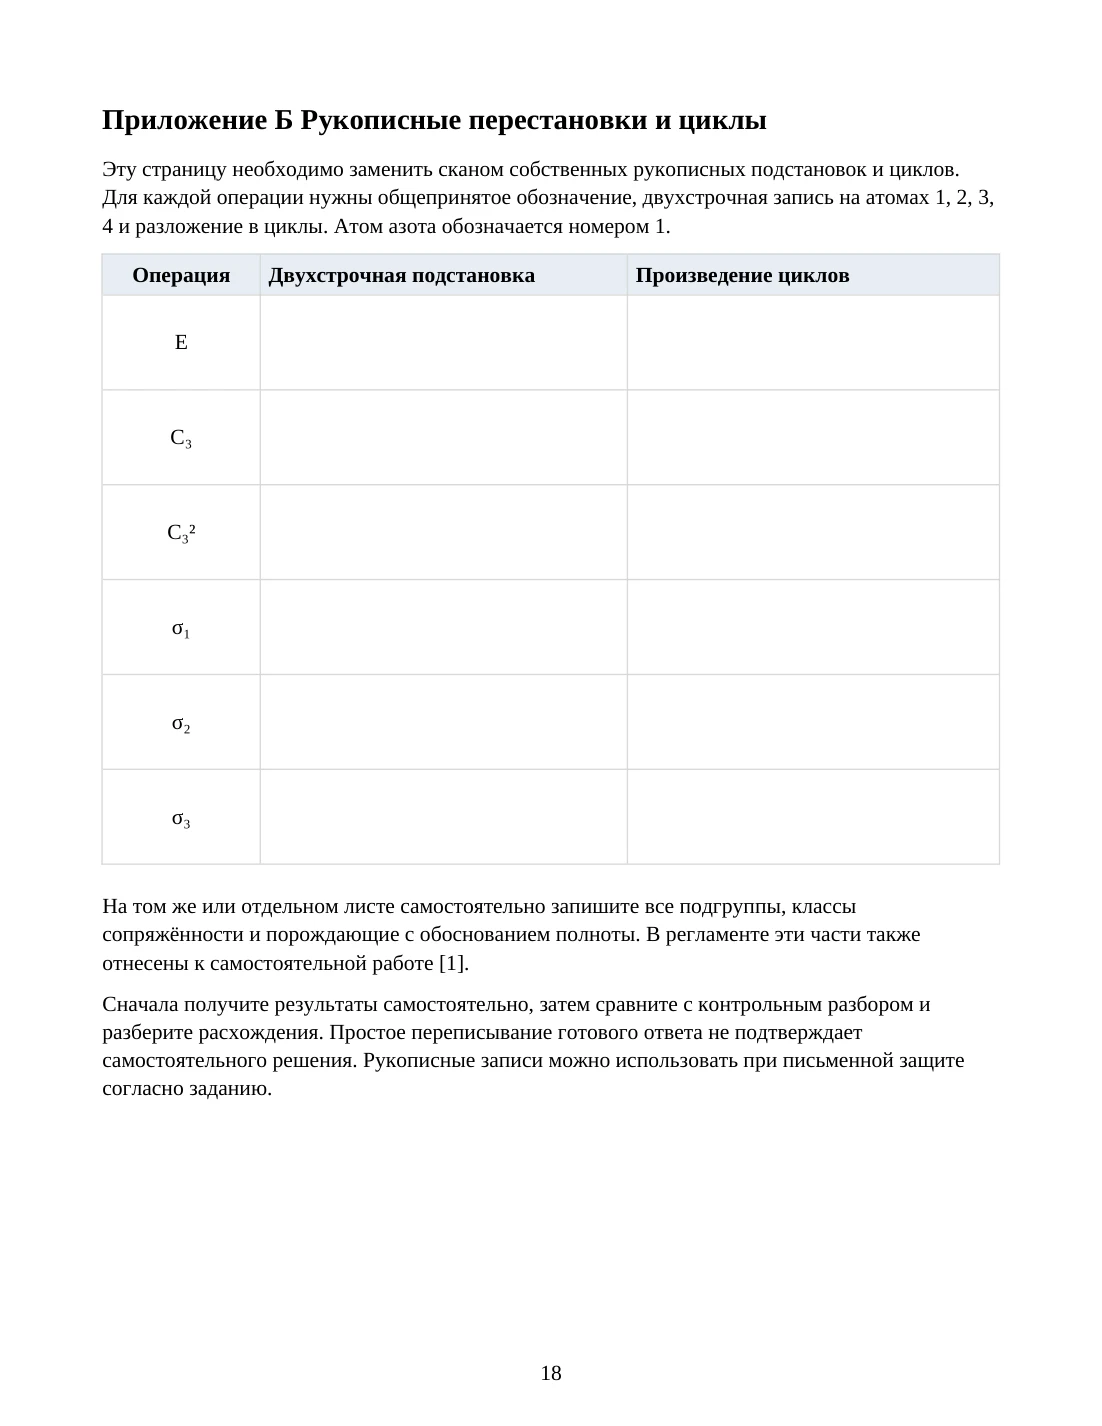 Приложение Б Рукописные перестановки и циклы
Эту страницу необходимо заменить сканом собственных рукописных подстановок и циклов.
Для каждой операции нужны общепринятое обозначение, двухстрочная запись на атомах 1, 2, 3,
4 и разложение в циклы. Атом азота обозначается номером 1.
Операция Двухстрочная подстановка Произведение циклов
E
C₃
C₃²
σ₁
σ₂
σ₃
На том же или отдельном листе самостоятельно запишите все подгруппы, классы
сопряжённости и порождающие с обоснованием полноты. В регламенте эти части также
отнесены к самостоятельной работе [1].
Сначала получите результаты самостоятельно, затем сравните с контрольным разбором и
разберите расхождения. Простое переписывание готового ответа не подтверждает
самостоятельного решения. Рукописные записи можно использовать при письменной защите
согласно заданию.
18